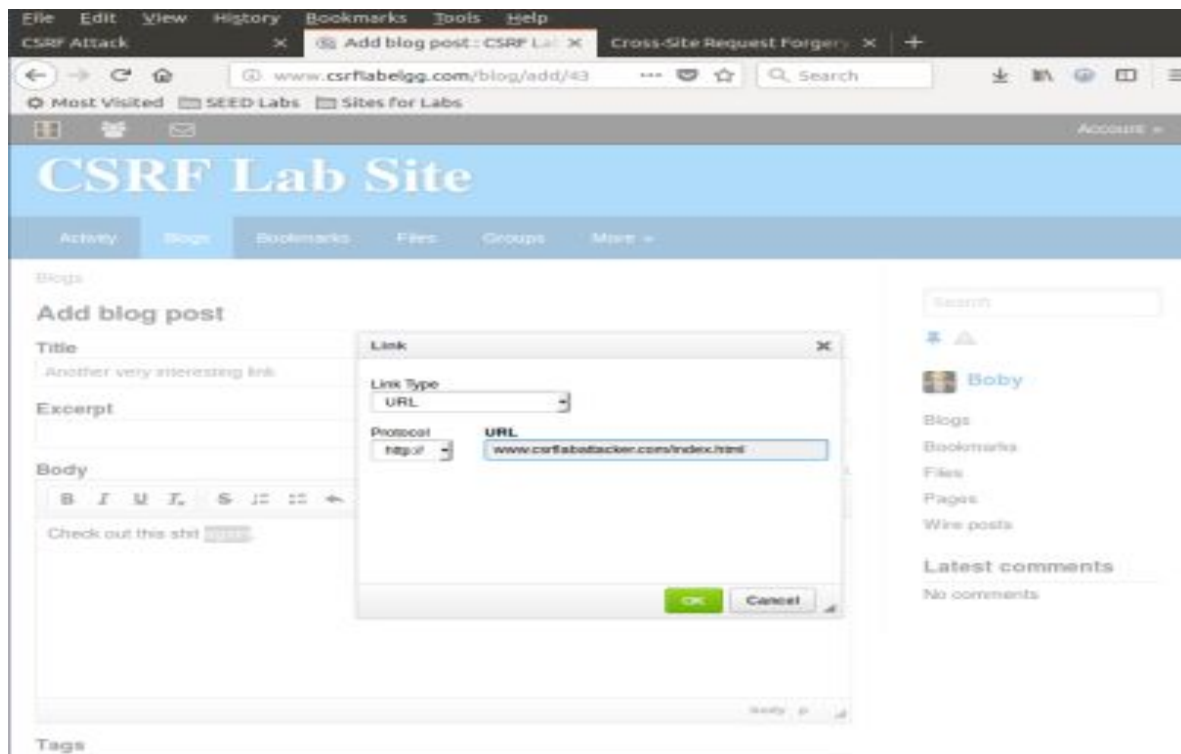 File Edit View History Bookmarks Tools Help
CSRF Attack × Add blog post : CSRF La × Cross-Site Request Forgery × +
www.csrflabelgg.com/blog/add/43 ... Search
Most Visited SEED Labs Sites for Labs
Account
CSRF Lab Site
Activity Blogs Bookmarks Files Groups More
Blogs
Add blog post
Search
Title
Another very interesting link
Boby
Excerpt
Blogs
Bookmarks
Files
Pages
Wire posts
Latest comments
No comments
Body
B I U Tx S
Check out this shit
Link
Link Type
URL
Protocol URL
http:// www.csrflabattacker.com/index.html
OK Cancel
body p
Tags